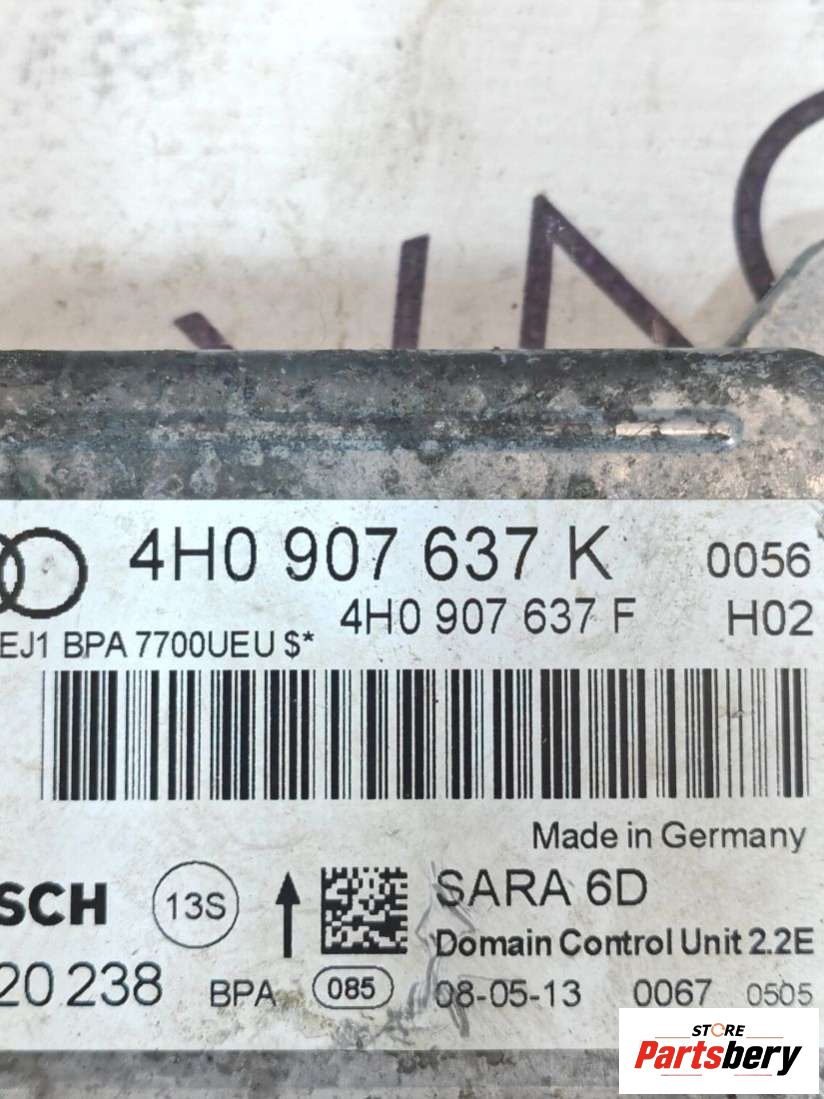 4H0 907 637 K 0056
4H0 907 637 F H02
EJ1 BPA 7700UEU $*
Made in Germany
SCH 13S SARA 6D
Domain Control Unit 2.2E
20 238 BPA 085 08-05-13 0067 0505
STORE
Partsbery